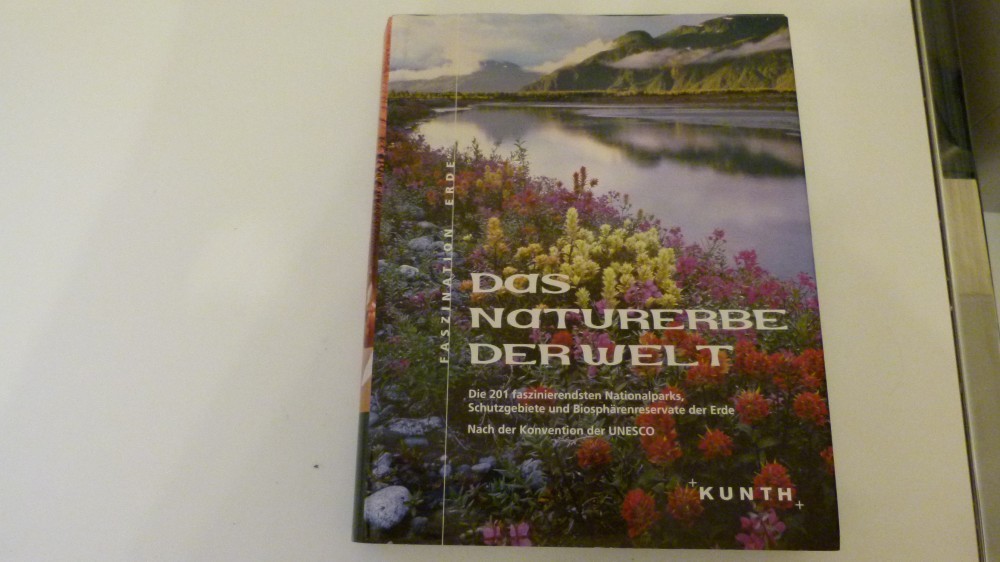 FASZINATION ERDE
Das
Naturerbe
der Welt
Die 201 faszinierendsten Nationalparks,
Schutzgebiete und Biosphärenreservate der Erde
Nach der Konvention der UNESCO
KUNTH